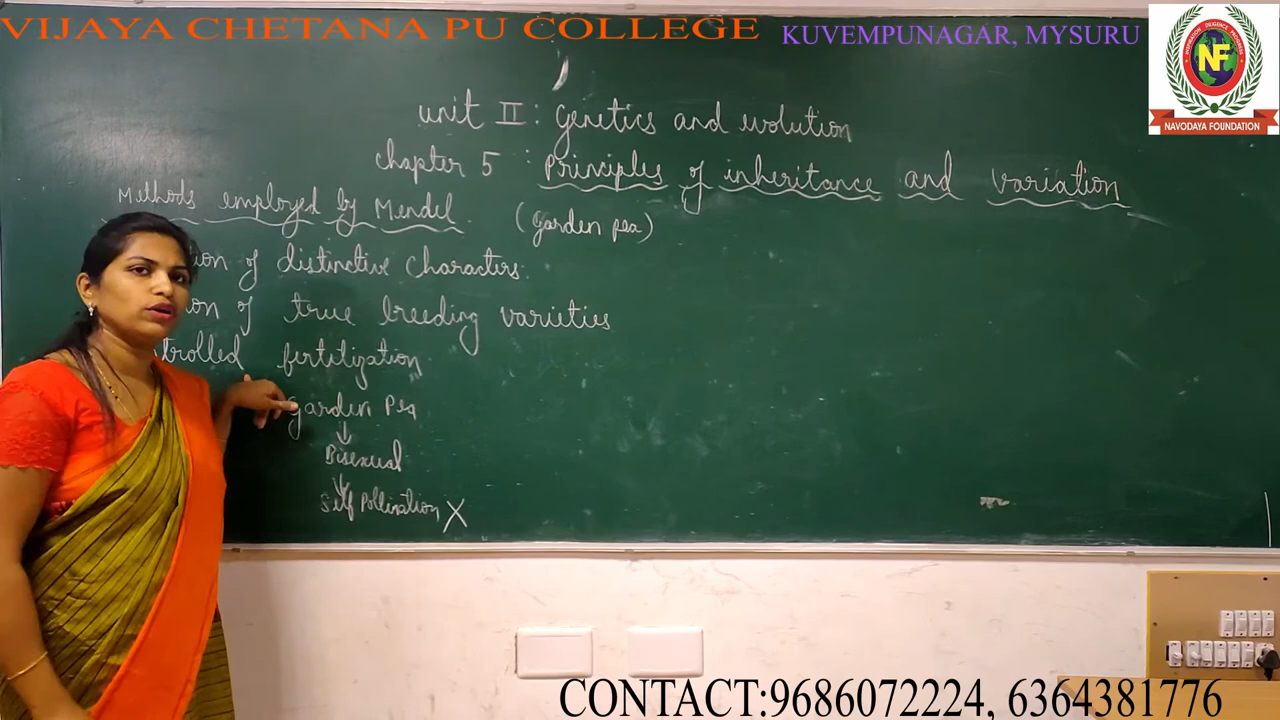 VIJAYA CHETANA PU COLLEGE
KUVEMPUNAGAR, MYSURU
NF
NAVODAYA FOUNDATION
unit II : Genetics and evolution
chapter 5 : Principles of inheritance and variation
Methods employed by Mendel. (Garden pea)
of distinctive characters.
of true breeding varieties
fertilization
Garden Pea
↓
Bisexual
↓
Self Pollination X
CONTACT:9686072224, 6364381776